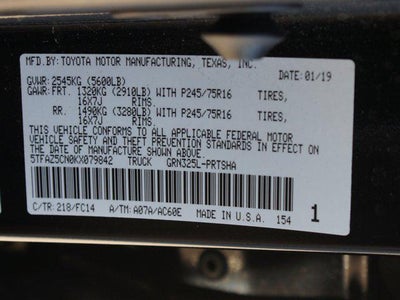 MFD.BY:TOYOTA MOTOR MANUFACTURING, TEXAS, INC.
GVWR:2545KG (5600LB) DATE: 01/19
GAWR:FRT. 1320KG (2910LB) WITH P245/75R16 TIRES,
16X7J RIMS.
RR. 1490KG (3280LB) WITH P245/75R16 TIRES,
16X7J RIMS.
THIS VEHICLE CONFORMS TO ALL APPLICABLE FEDERAL MOTOR
VEHICLE SAFETY AND THEFT PREVENTION STANDARDS IN EFFECT
ON THE DATE OF MANUFACTURE SHOWN ABOVE.
5TFAZ5CN0KX079842 TRUCK GRN325L-PRTSHA
C/TR:218/FC14 A/TM:A07A/AC60E MADE IN U.S.A. 154 1